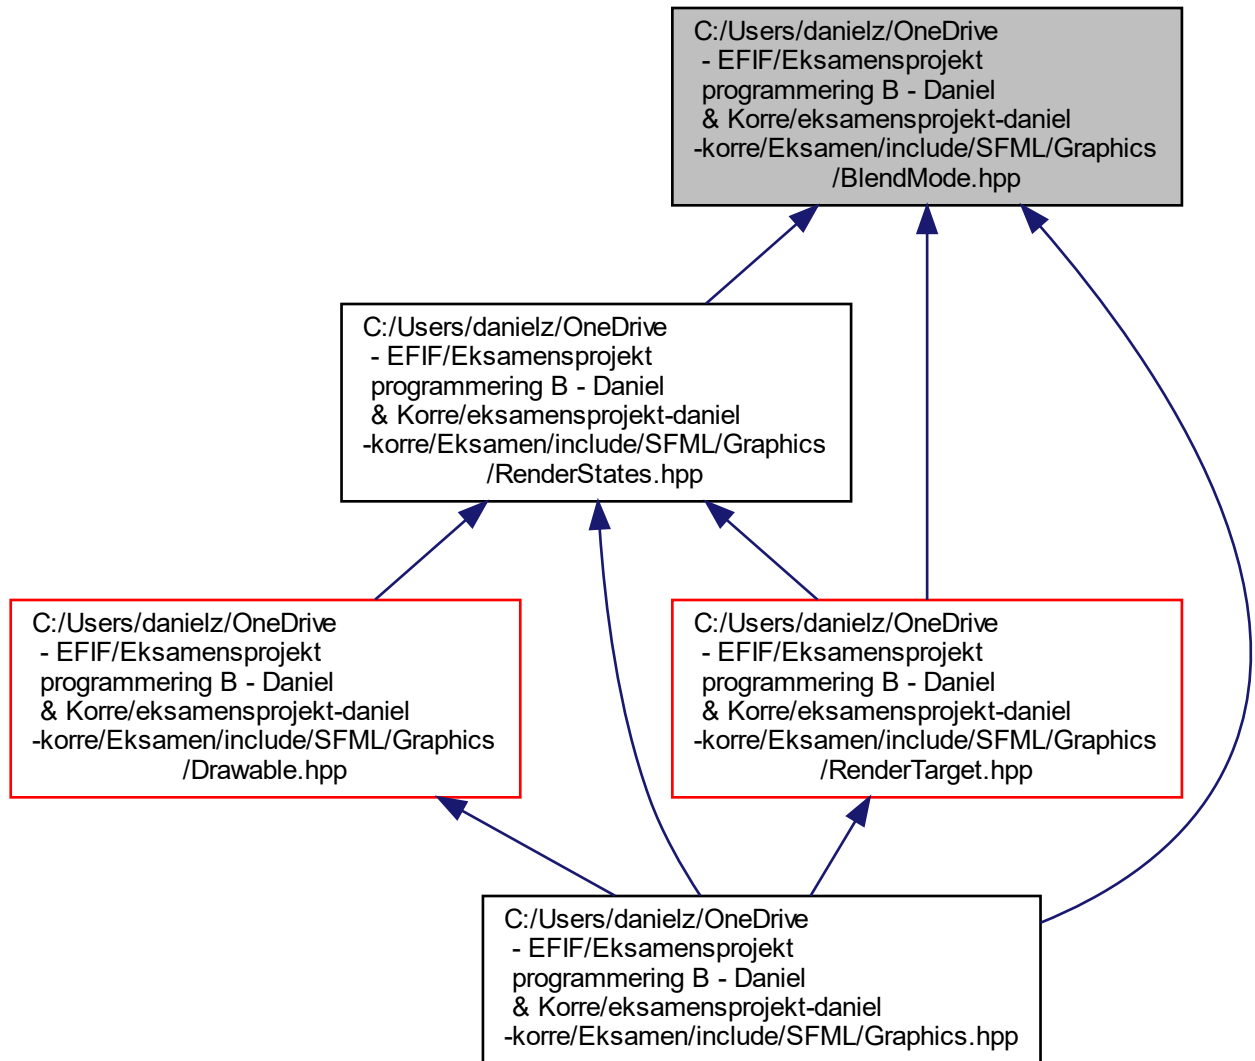 C:/Users/danielz/OneDrive
- EFIF/Eksamensprojekt
programmering B - Daniel
& Korre/eksamensprojekt-daniel
-korre/Eksamen/include/SFML/Graphics
/BlendMode.hpp
C:/Users/danielz/OneDrive
- EFIF/Eksamensprojekt
programmering B - Daniel
& Korre/eksamensprojekt-daniel
-korre/Eksamen/include/SFML/Graphics
/RenderStates.hpp
C:/Users/danielz/OneDrive
- EFIF/Eksamensprojekt
programmering B - Daniel
& Korre/eksamensprojekt-daniel
-korre/Eksamen/include/SFML/Graphics
/Drawable.hpp
C:/Users/danielz/OneDrive
- EFIF/Eksamensprojekt
programmering B - Daniel
& Korre/eksamensprojekt-daniel
-korre/Eksamen/include/SFML/Graphics
/RenderTarget.hpp
C:/Users/danielz/OneDrive
- EFIF/Eksamensprojekt
programmering B - Daniel
& Korre/eksamensprojekt-daniel
-korre/Eksamen/include/SFML/Graphics.hpp